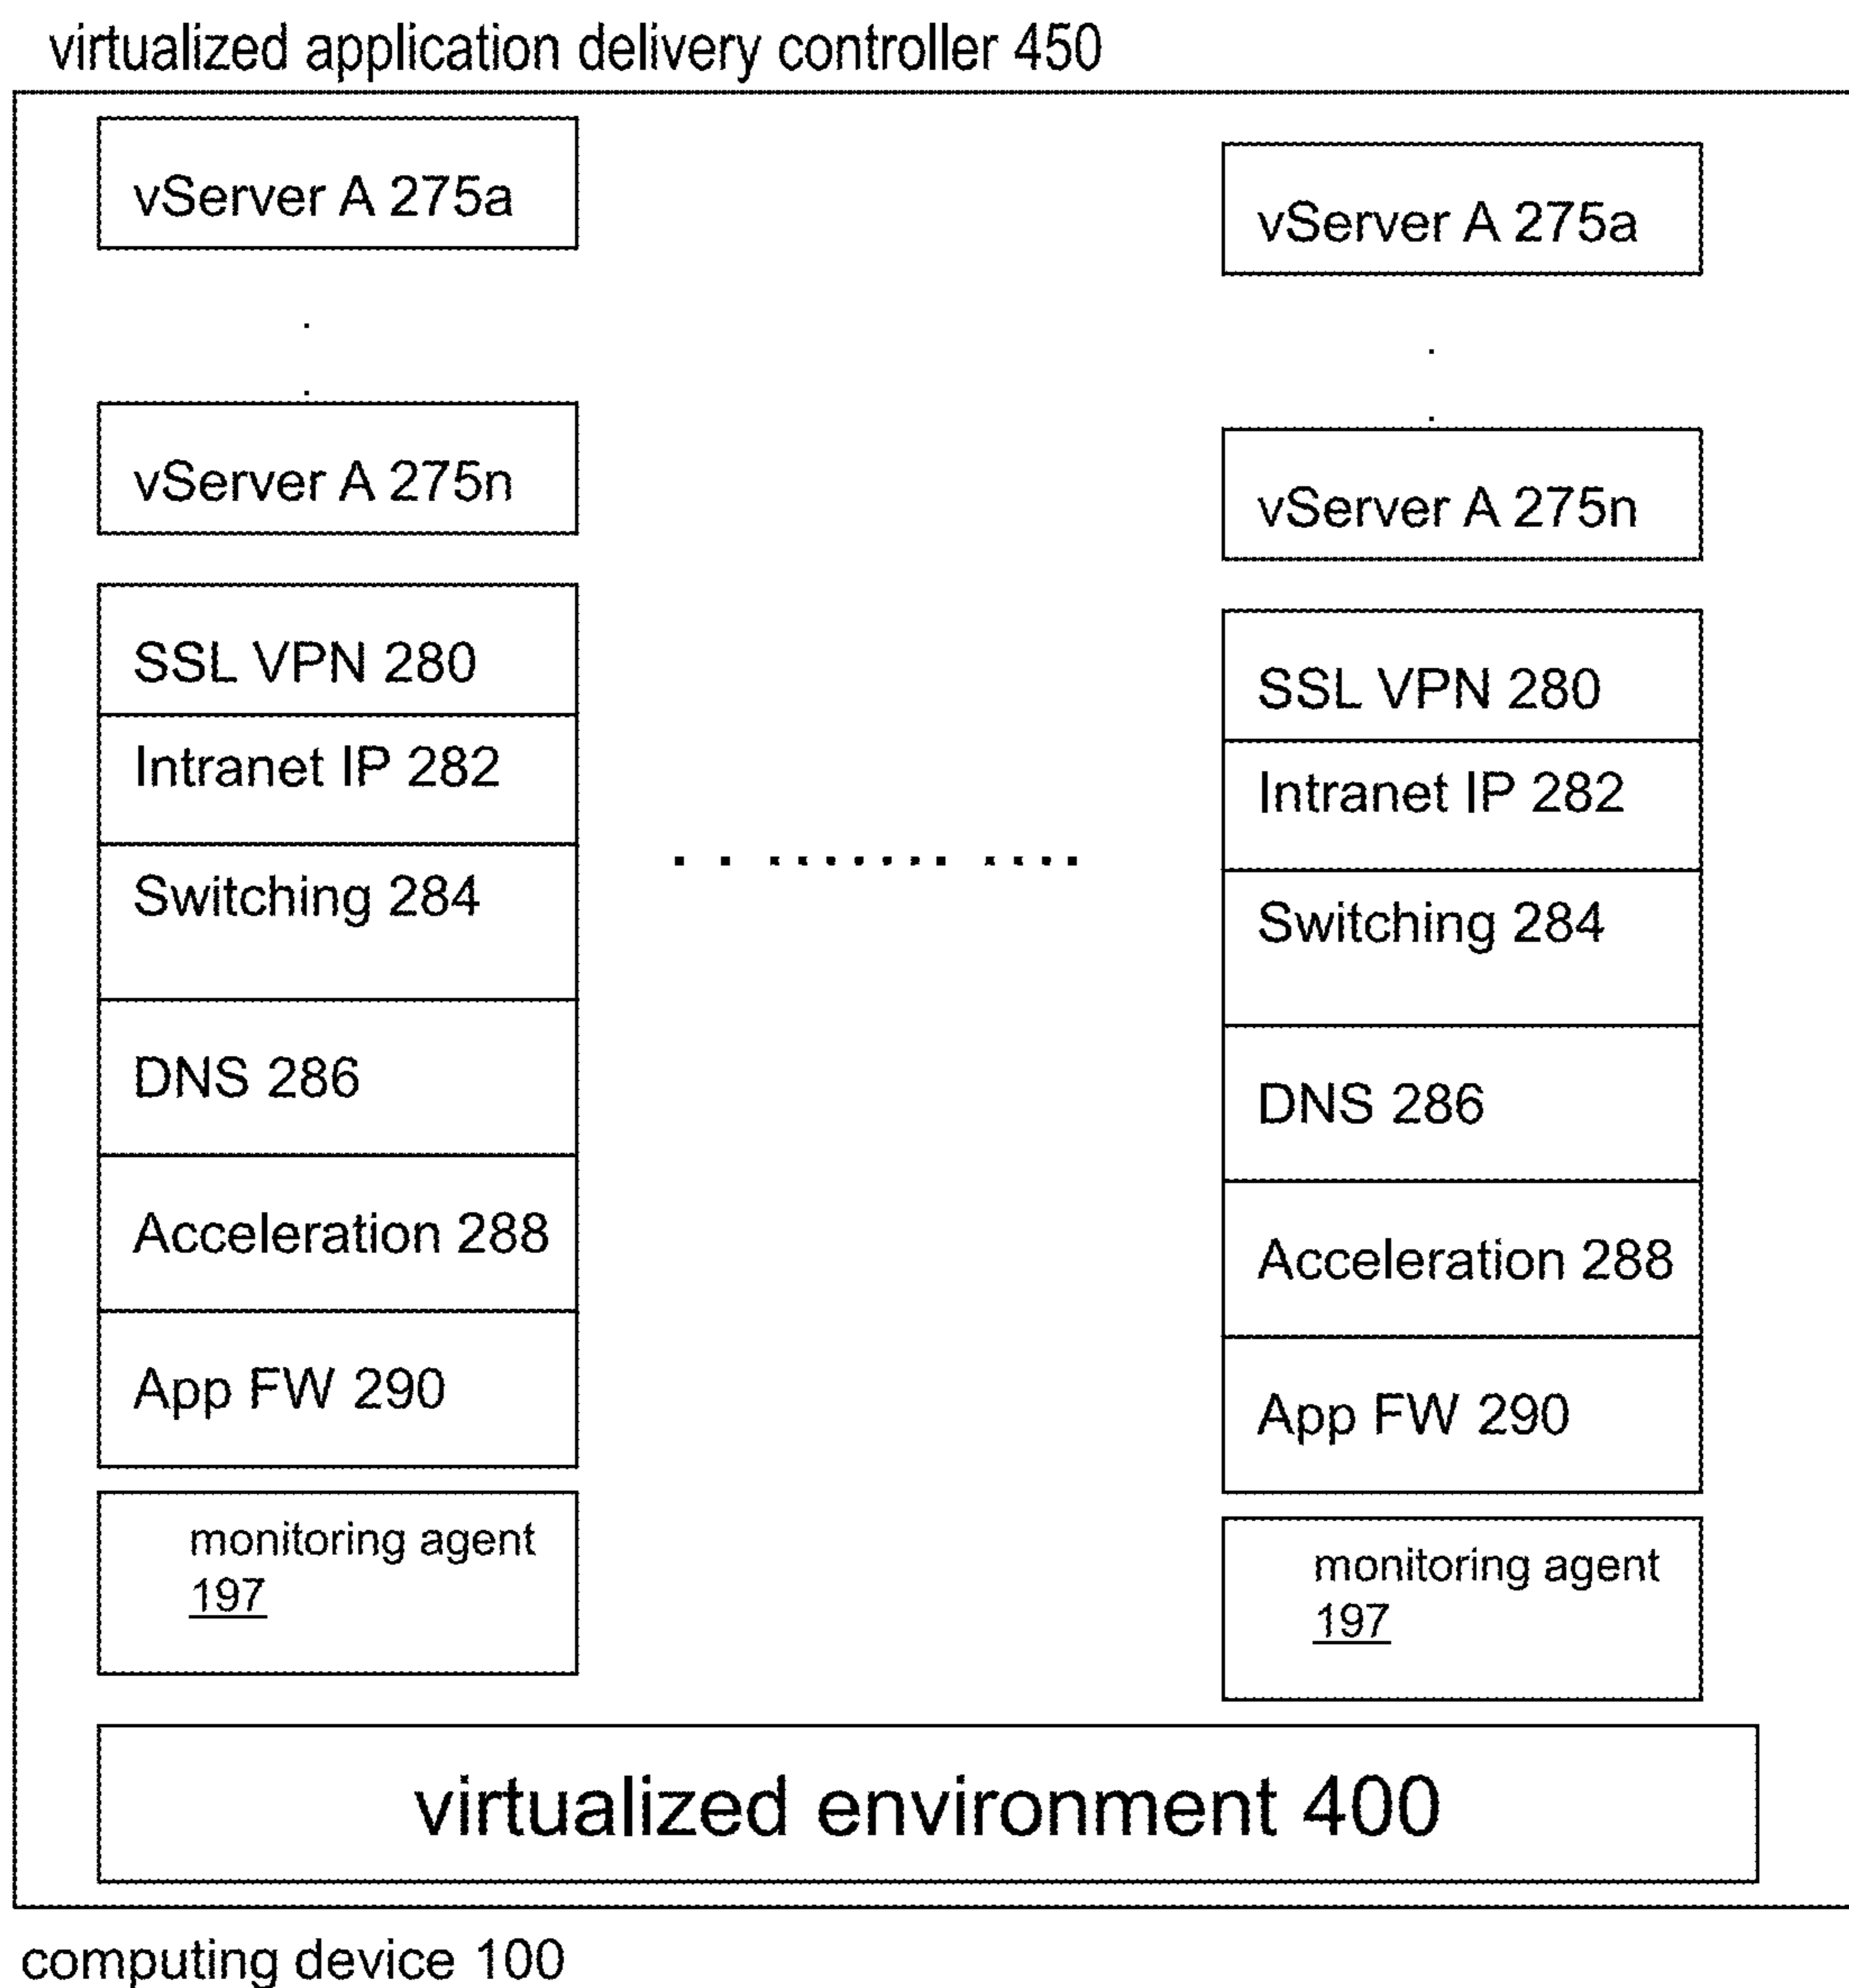 virtualized application delivery controller 450
vServer A 275a
vServer A 275n
SSL VPN 280
Intranet IP 282
Switching 284
DNS 286
Acceleration 288
App FW 290
monitoring agent
197
vServer A 275a
vServer A 275n
SSL VPN 280
Intranet IP 282
Switching 284
DNS 286
Acceleration 288
App FW 290
monitoring agent
197
virtualized environment 400
computing device 100